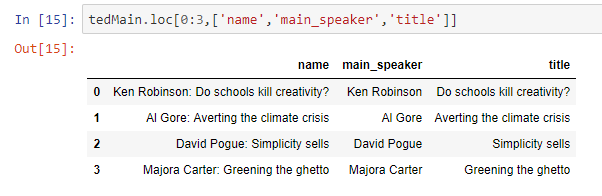 In [15]: tedMain.loc[0:3,['name','main_speaker','title']]
Out[15]:
name main_speaker title
0 Ken Robinson: Do schools kill creativity? Ken Robinson Do schools kill creativity?
1 Al Gore: Averting the climate crisis Al Gore Averting the climate crisis
2 David Pogue: Simplicity sells David Pogue Simplicity sells
3 Majora Carter: Greening the ghetto Majora Carter Greening the ghetto